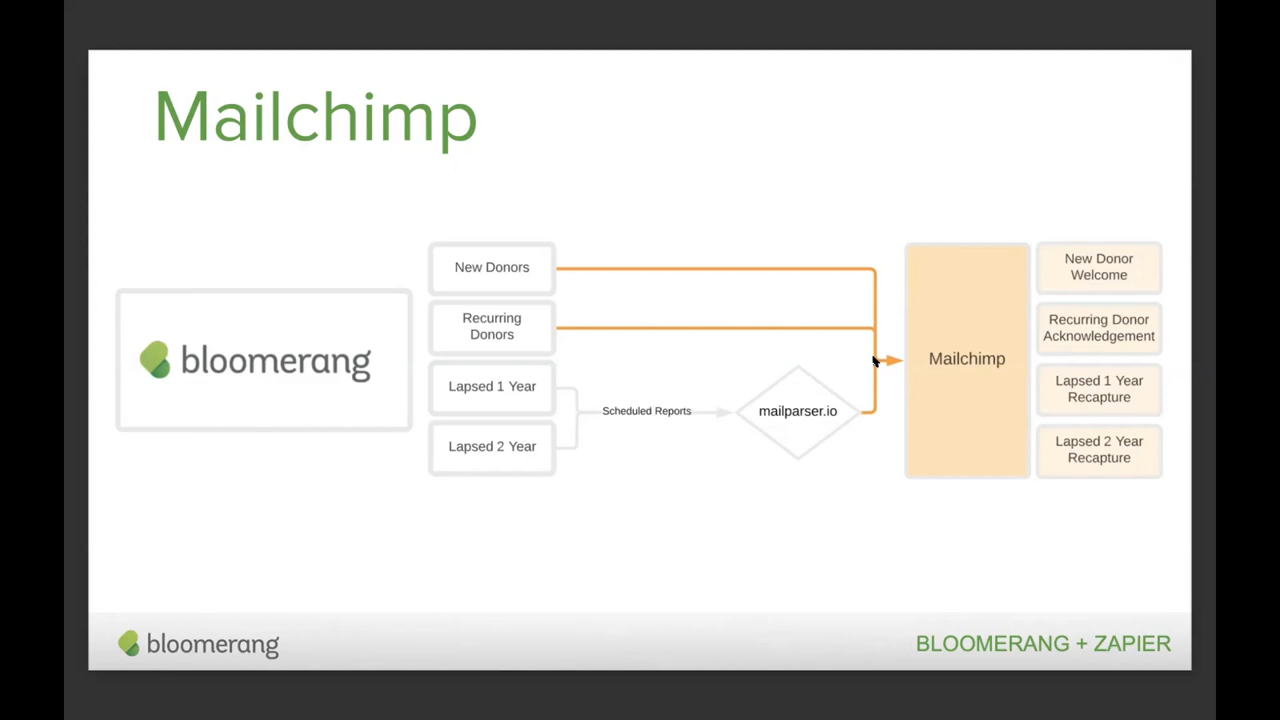 Mailchimp
bloomerang
New Donors
Recurring
Donors
Lapsed 1 Year
Lapsed 2 Year
Scheduled Reports
mailparser.io
Mailchimp
New Donor
Welcome
Recurring Donor
Acknowledgement
Lapsed 1 Year
Recapture
Lapsed 2 Year
Recapture
bloomerang
BLOOMERANG + ZAPIER